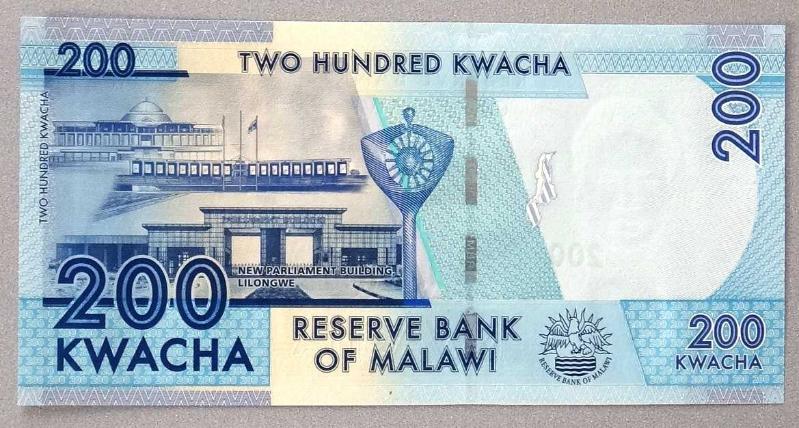 200
TWO HUNDRED KWACHA
200
TWO HUNDRED KWACHA
NEW PARLIAMENT BUILDING,
LILONGWE
200
KWACHA
RESERVE BANK
OF MALAWI
RESERVE BANK OF MALAWI
200
KWACHA